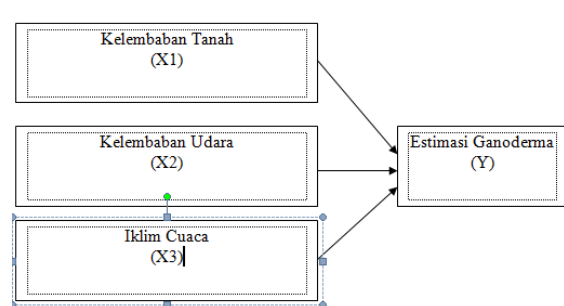 Kelembaban Tanah
(X1)
Kelembaban Udara
(X2)
Iklim Cuaca
(X3)
Estimasi Ganoderma
(Y)